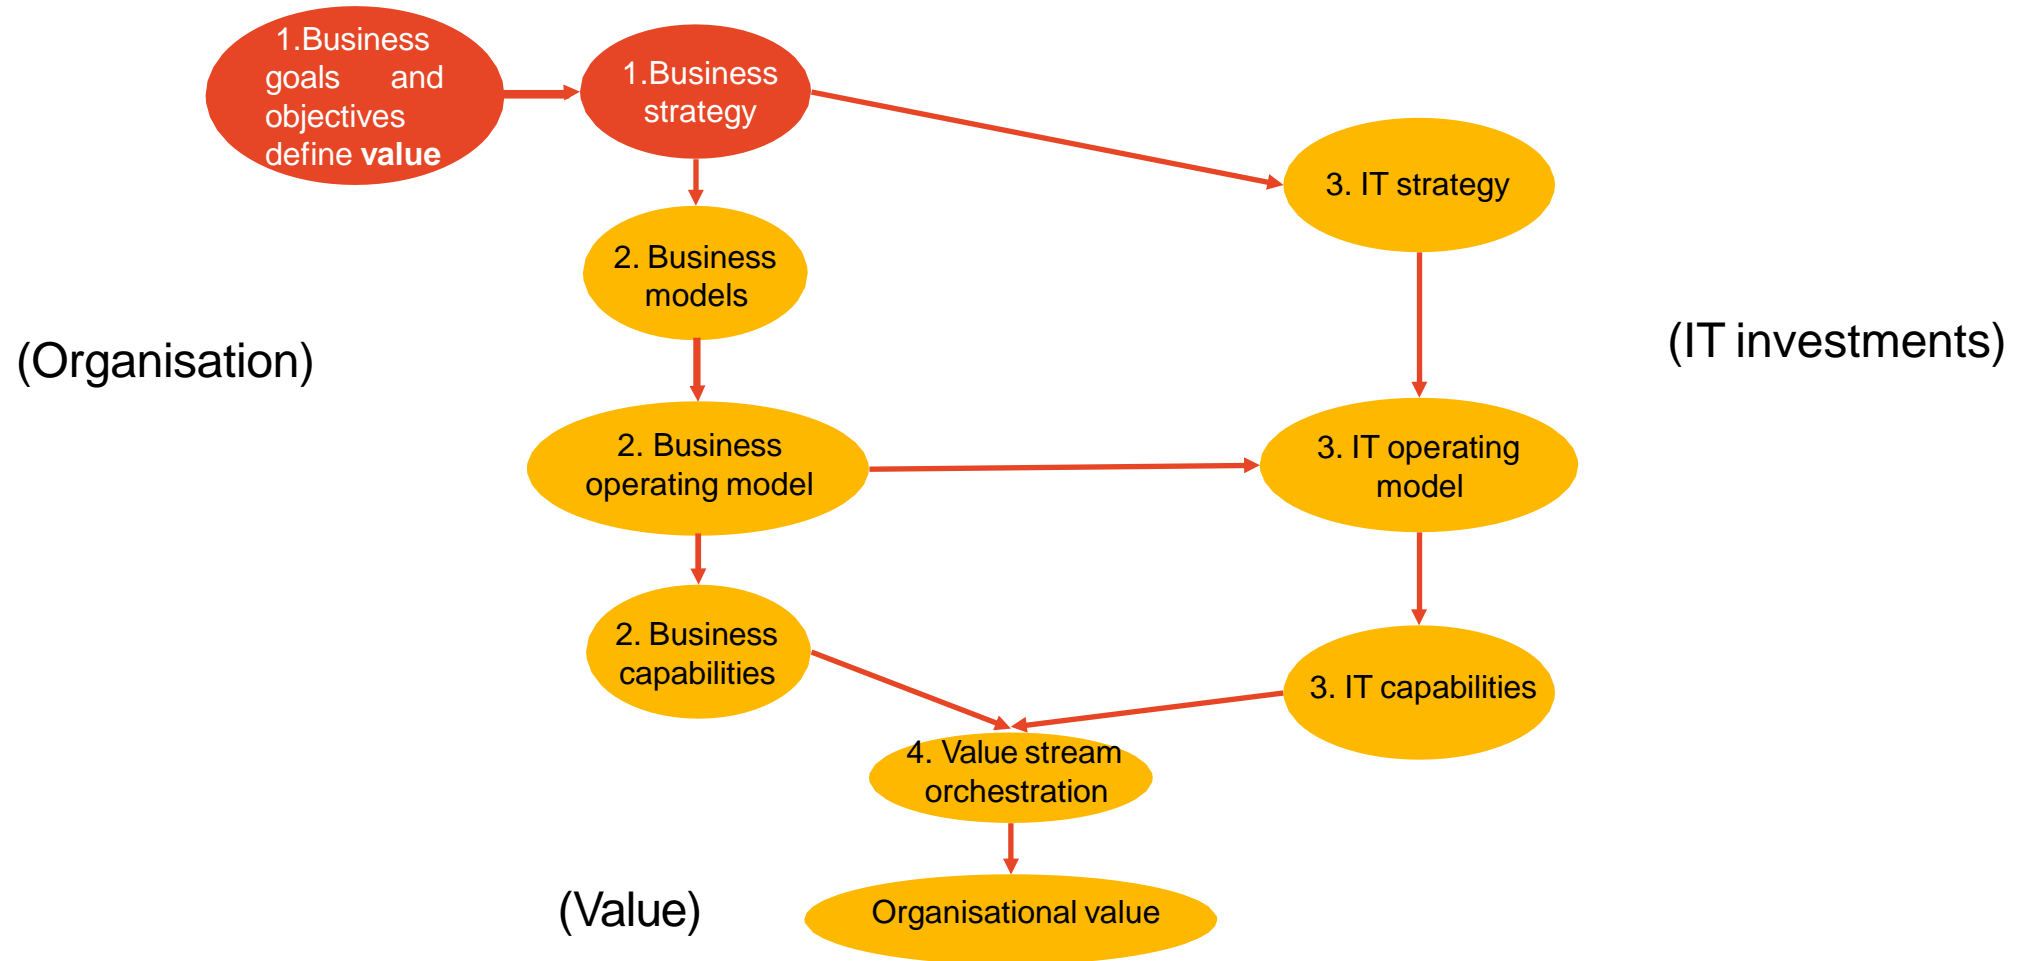 1.Business
goals and
objectives
define value
1.Business
strategy
3. IT strategy
2. Business
models
(Organisation)
(IT investments)
2. Business
operating model
3. IT operating
model
2. Business
capabilities
3. IT capabilities
4. Value stream
orchestration
(Value)
Organisational value